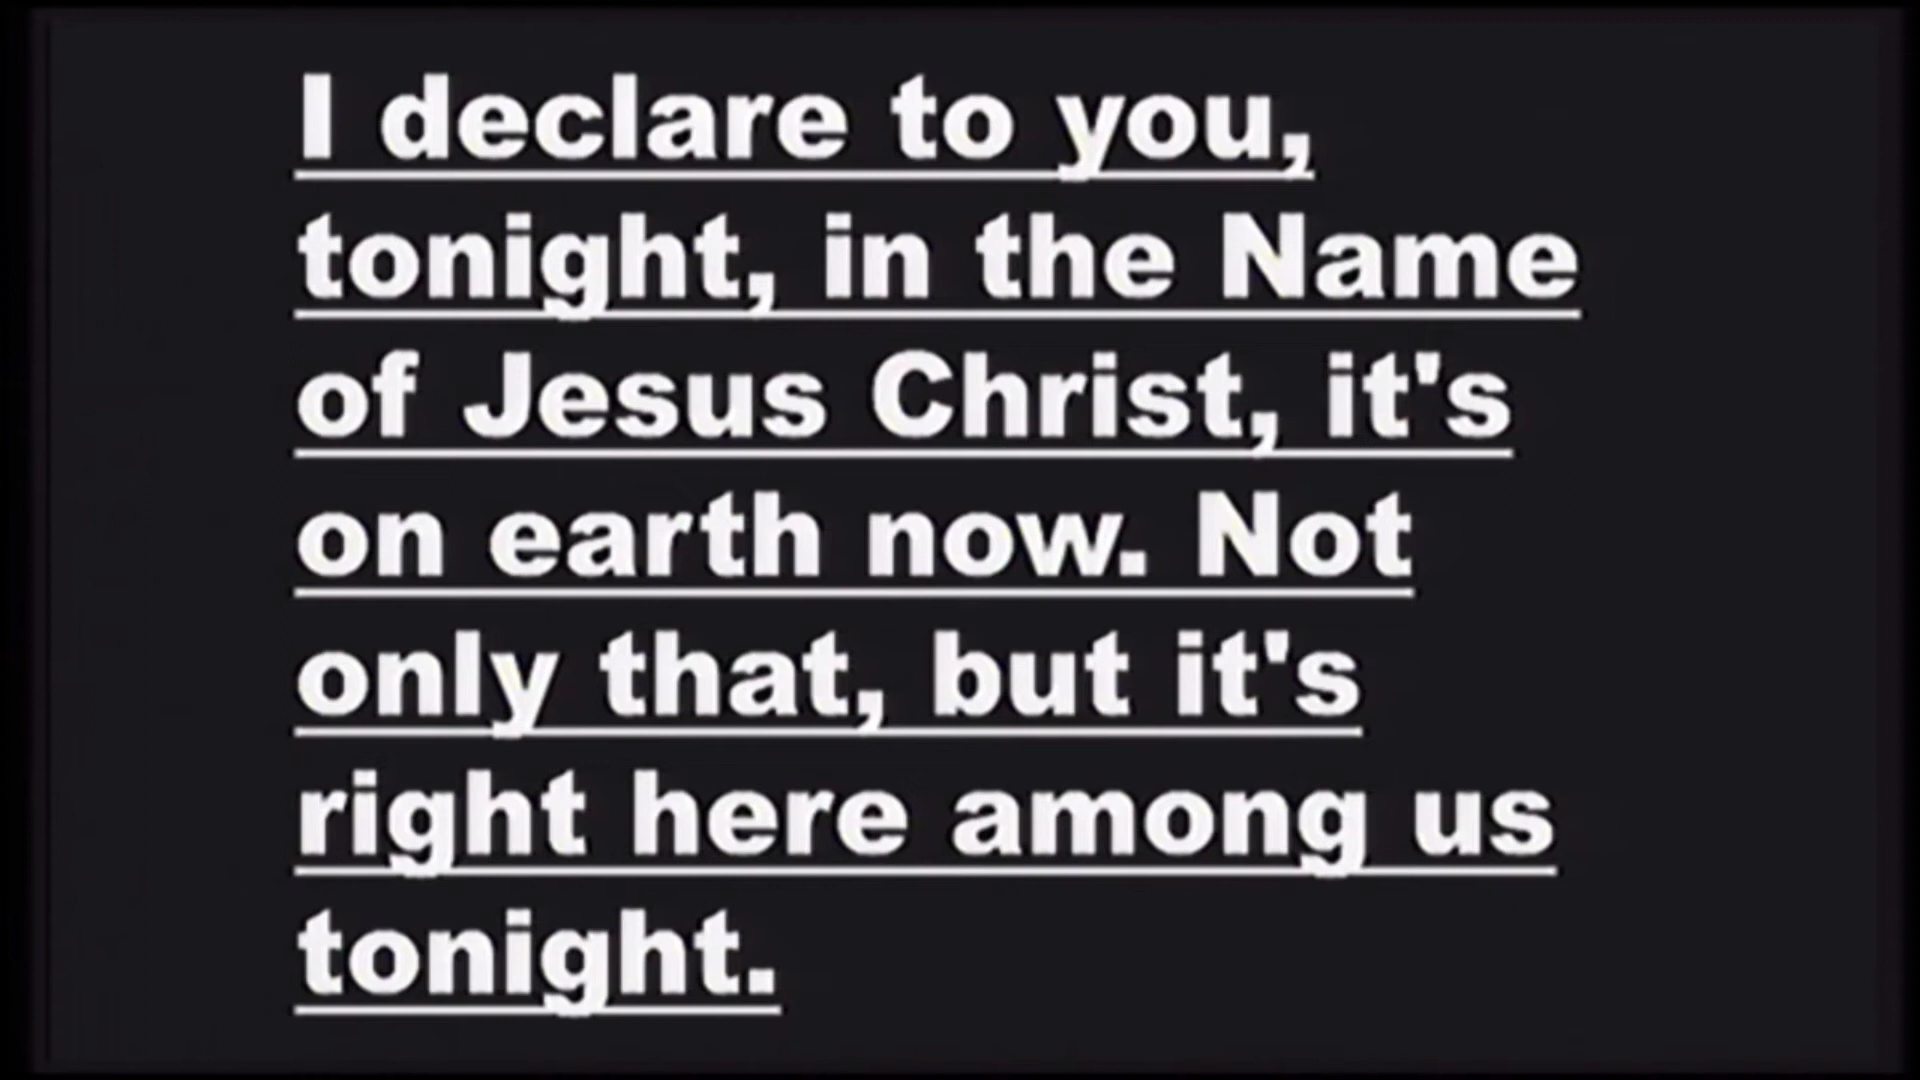 I declare to you,
tonight, in the Name
of Jesus Christ, it's
on earth now. Not
only that, but it's
right here among us
tonight.